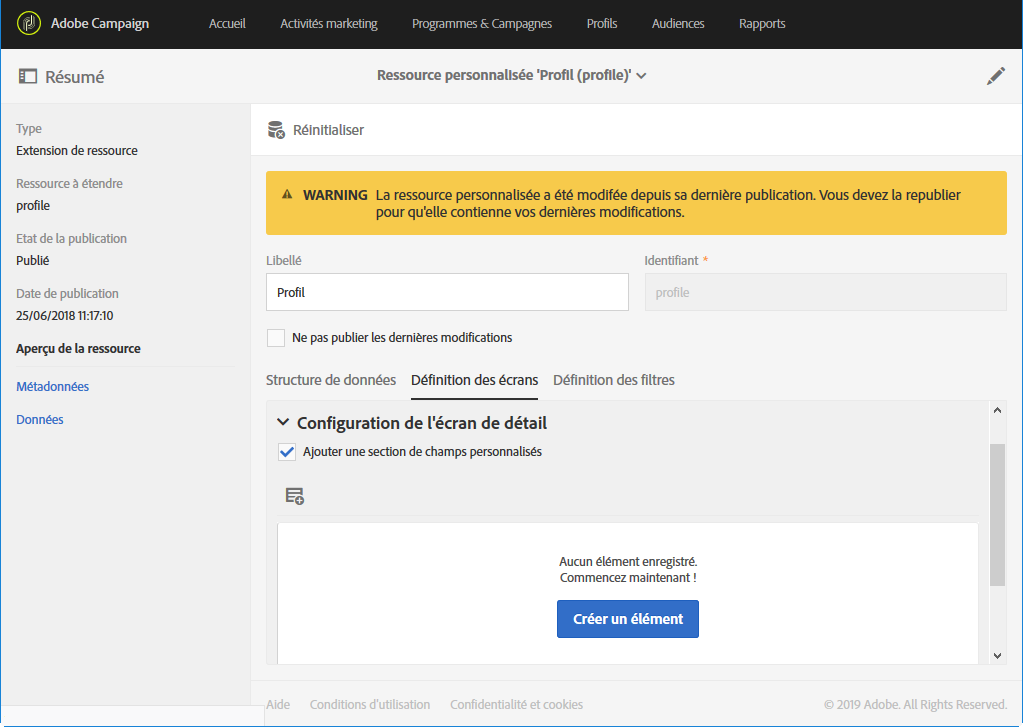 Adobe Campaign
Accueil
Activités marketing
Programmes & Campagnes
Profils
Audiences
Rapports
Résumé
Ressource personnalisée 'Profil (profile)'
Type
Extension de ressource
Ressource à étendre
profile
Etat de la publication
Publié
Date de publication
25/06/2018 11:17:10
Aperçu de la ressource
Métadonnées
Données
Réinitialiser
WARNING La ressource personnalisée a été modifée depuis sa dernière publication. Vous devez la republier
pour qu'elle contienne vos dernières modifications.
Libellé
Identifiant *
Profil
profile
Ne pas publier les dernières modifications
Structure de données
Définition des écrans
Définition des filtres
Configuration de l'écran de détail
Ajouter une section de champs personnalisés
Aucun élément enregistré.
Commencez maintenant !
Créer un élément
Aide
Conditions d'utilisation
Confidentialité et cookies
© 2019 Adobe. All Rights Reserved.